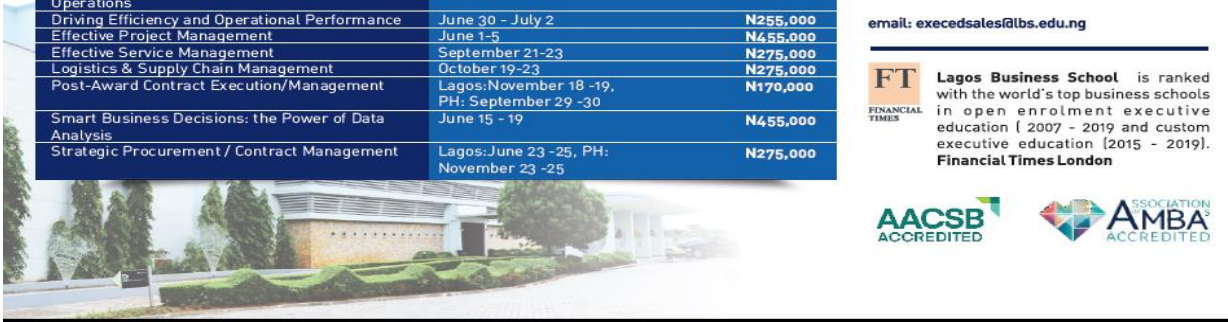 Operations
Driving Efficiency and Operational Performance June 30 - July 2 N255,000
Effective Project Management June 1-5 N455,000
Effective Service Management September 21-23 N275,000
Logistics & Supply Chain Management October 19-23 N275,000
Post-Award Contract Execution/Management Lagos:November 18 -19, N170,000
PH: September 29 -30
Smart Business Decisions: the Power of Data June 15 - 19 N455,000
Analysis
Strategic Procurement / Contract Management Lagos:June 23 -25, PH: N275,000
November 23 -25
email: execedsales@lbs.edu.ng
FT
FINANCIAL
TIMES
Lagos Business School is ranked
with the world's top business schools
in open enrolment executive
education ( 2007 - 2019 and custom
executive education (2015 - 2019).
Financial Times London
AACSB
ACCREDITED
ASSOCIATION
AMBA'S
ACCREDITED